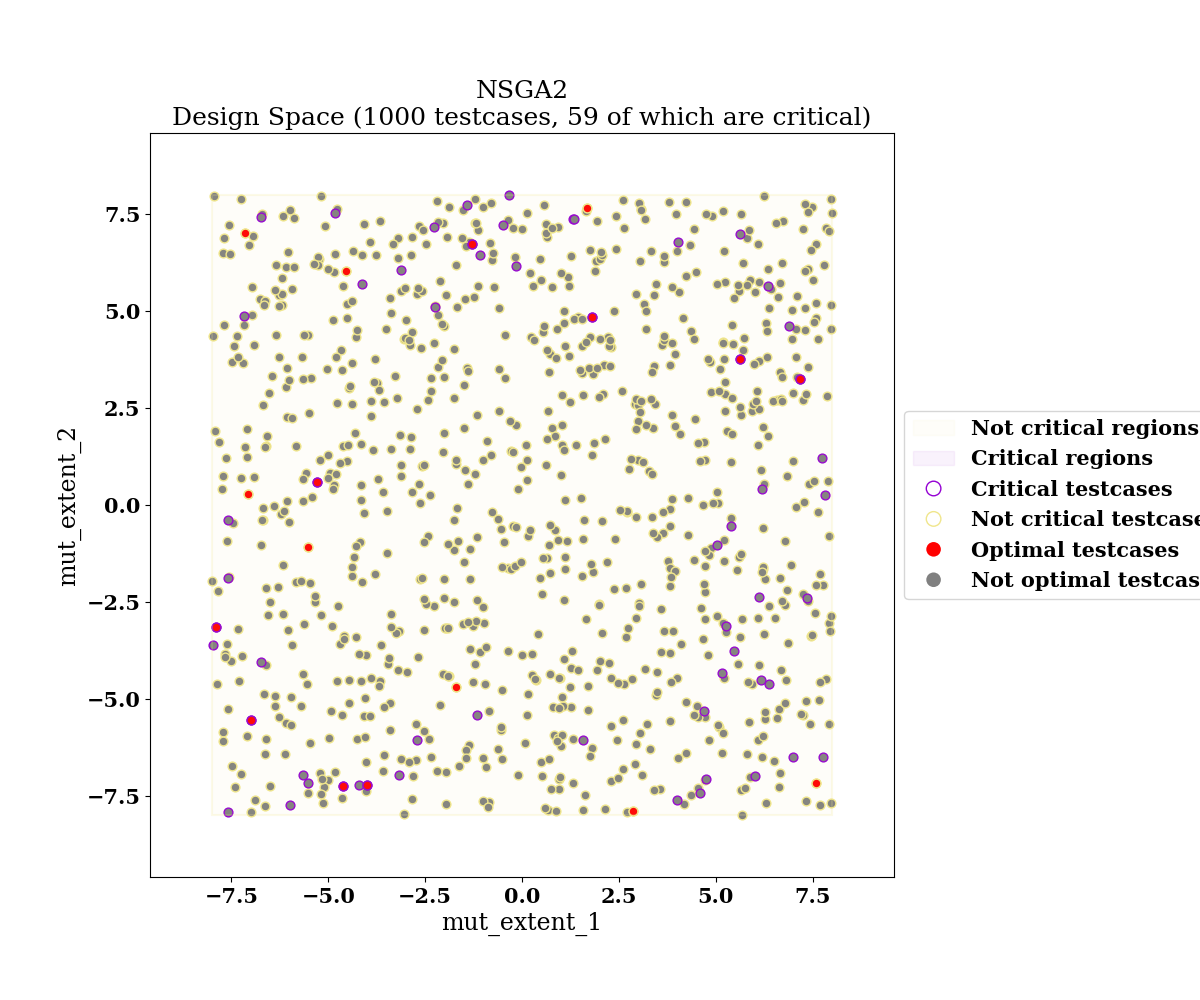 NSGA2
Design Space (1000 testcases, 59 of which are critical)
mut_extent_2
7.5
5.0
2.5
0.0
−2.5
−5.0
−7.5
−7.5
−5.0
−2.5
0.0
2.5
5.0
7.5
mut_extent_1
Not critical regions
Critical regions
Critical testcases
Not critical testcase
Optimal testcases
Not optimal testcas